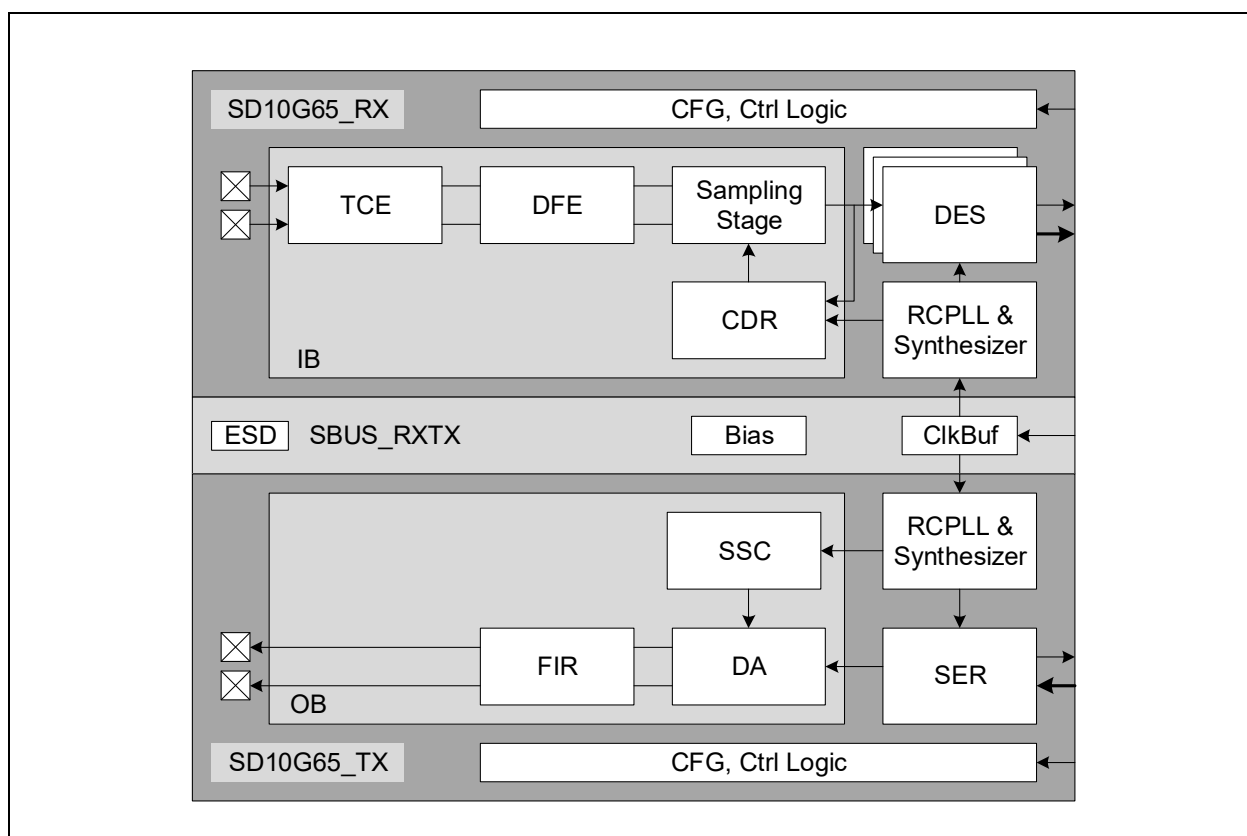 SD10G65_RX
CFG, Ctrl Logic
TCE
DFE
Sampling
Stage
DES
CDR
RCPLL &
Synthesizer
IB
ESD
SBUS_RXTX
Bias
ClkBuf
SSC
RCPLL &
Synthesizer
FIR
DA
SER
OB
SD10G65_TX
CFG, Ctrl Logic